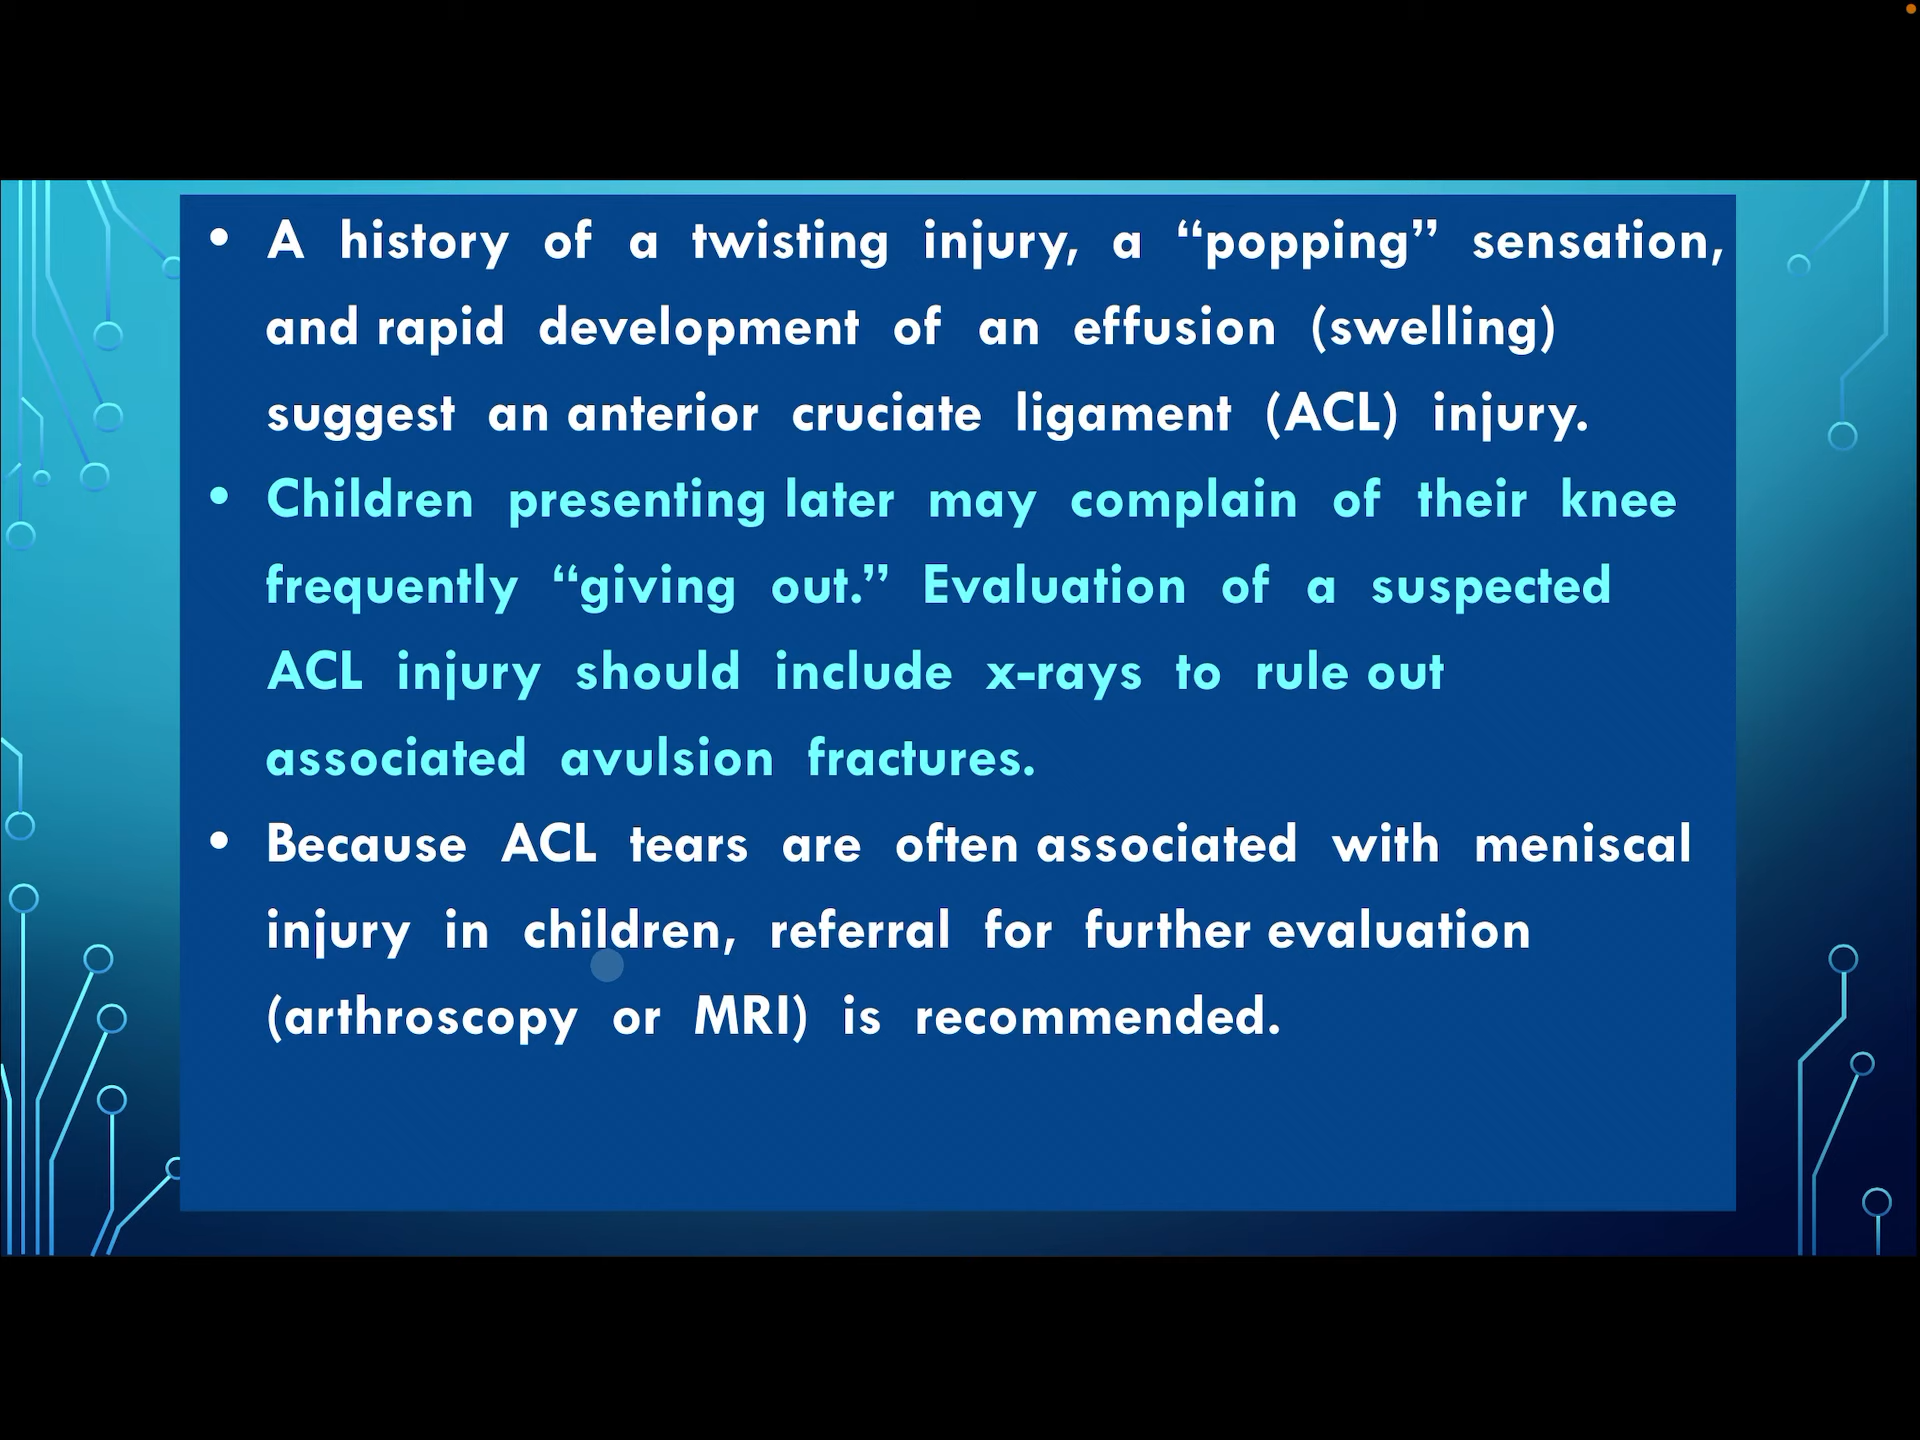 • A history of a twisting injury, a “popping” sensation,
and rapid development of an effusion (swelling)
suggest an anterior cruciate ligament (ACL) injury.
• Children presenting later may complain of their knee
frequently “giving out.” Evaluation of a suspected
ACL injury should include x-rays to rule out
associated avulsion fractures.
• Because ACL tears are often associated with meniscal
injury in children, referral for further evaluation
(arthroscopy or MRI) is recommended.